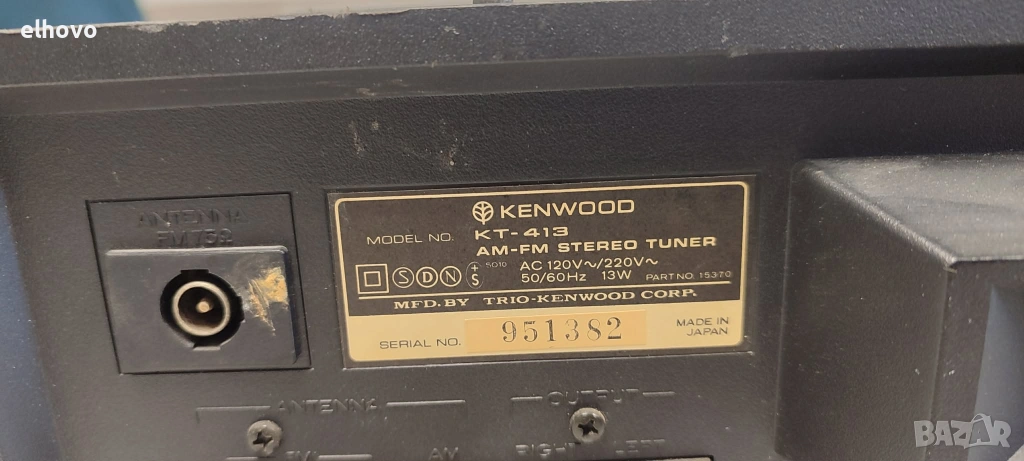 elhovo
ANTENNA
FM 75Ω
KENWOOD
MODEL NO. KT-413
AM-FM STEREO TUNER
S D N + S 5010 AC 120V~/220V~
50/60Hz 13W PART NO. 15370
MFD. BY TRIO-KENWOOD CORP.
SERIAL NO. 951382 MADE IN
JAPAN
ANTENNA OUTPUT
AM RIGHT LEFT
BAZAR